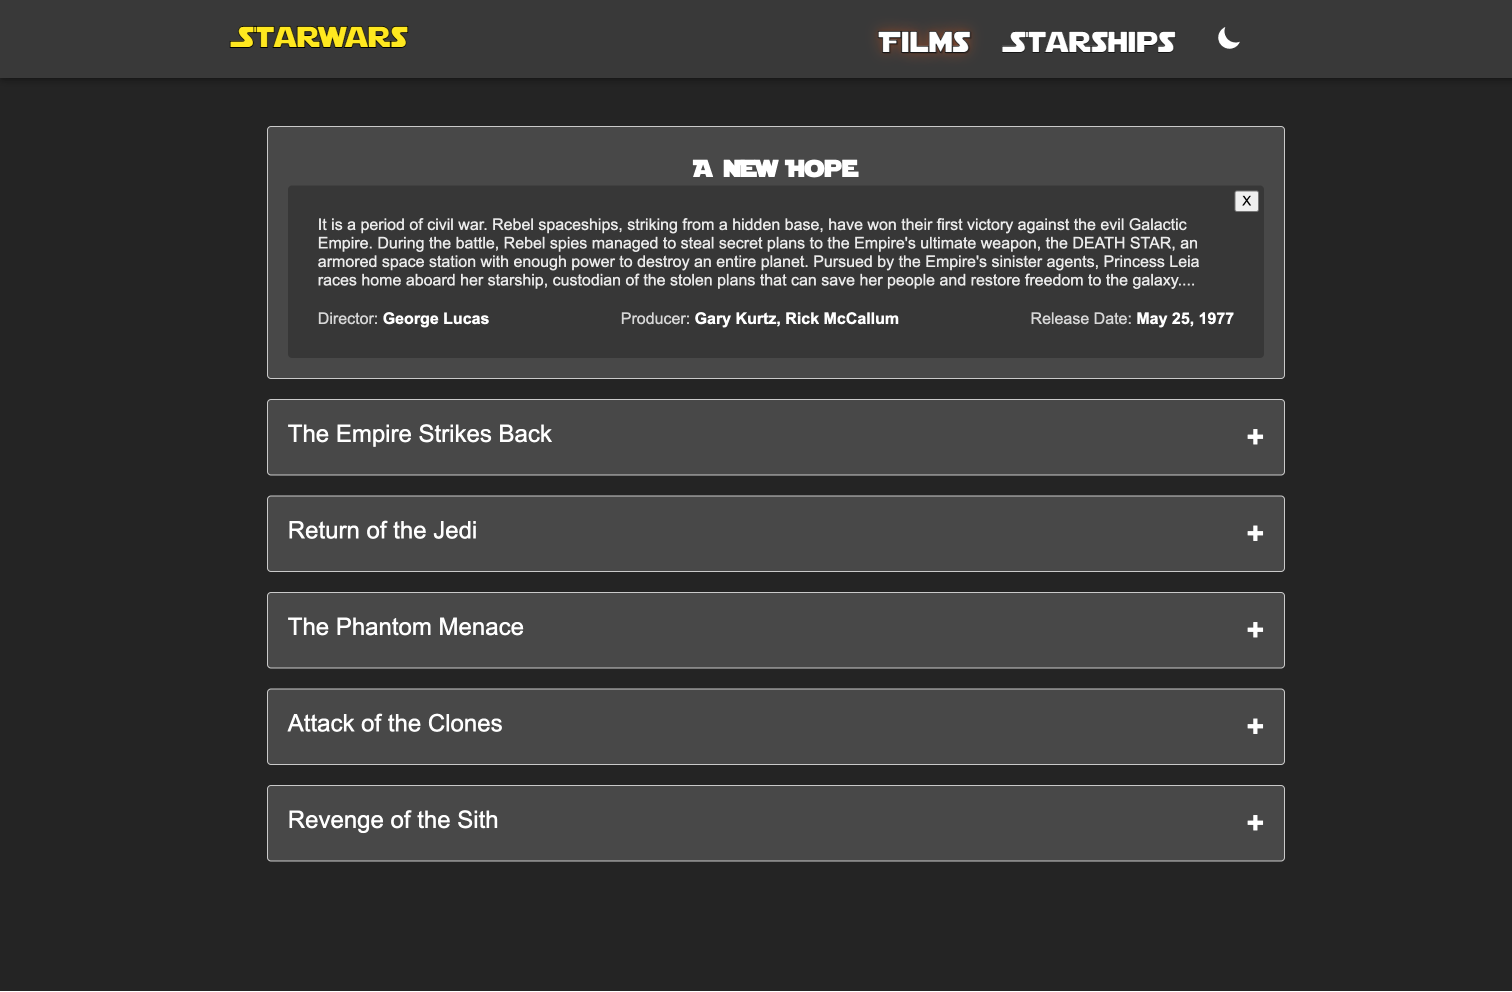 STARWARS
FILMS STARSHIPS
A NEW HOPE
X
It is a period of civil war. Rebel spaceships, striking from a hidden base, have won their first victory against the evil Galactic
Empire. During the battle, Rebel spies managed to steal secret plans to the Empire's ultimate weapon, the DEATH STAR, an
armored space station with enough power to destroy an entire planet. Pursued by the Empire's sinister agents, Princess Leia
races home aboard her starship, custodian of the stolen plans that can save her people and restore freedom to the galaxy....
Director: George Lucas Producer: Gary Kurtz, Rick McCallum Release Date: May 25, 1977
The Empire Strikes Back +
Return of the Jedi +
The Phantom Menace +
Attack of the Clones +
Revenge of the Sith +